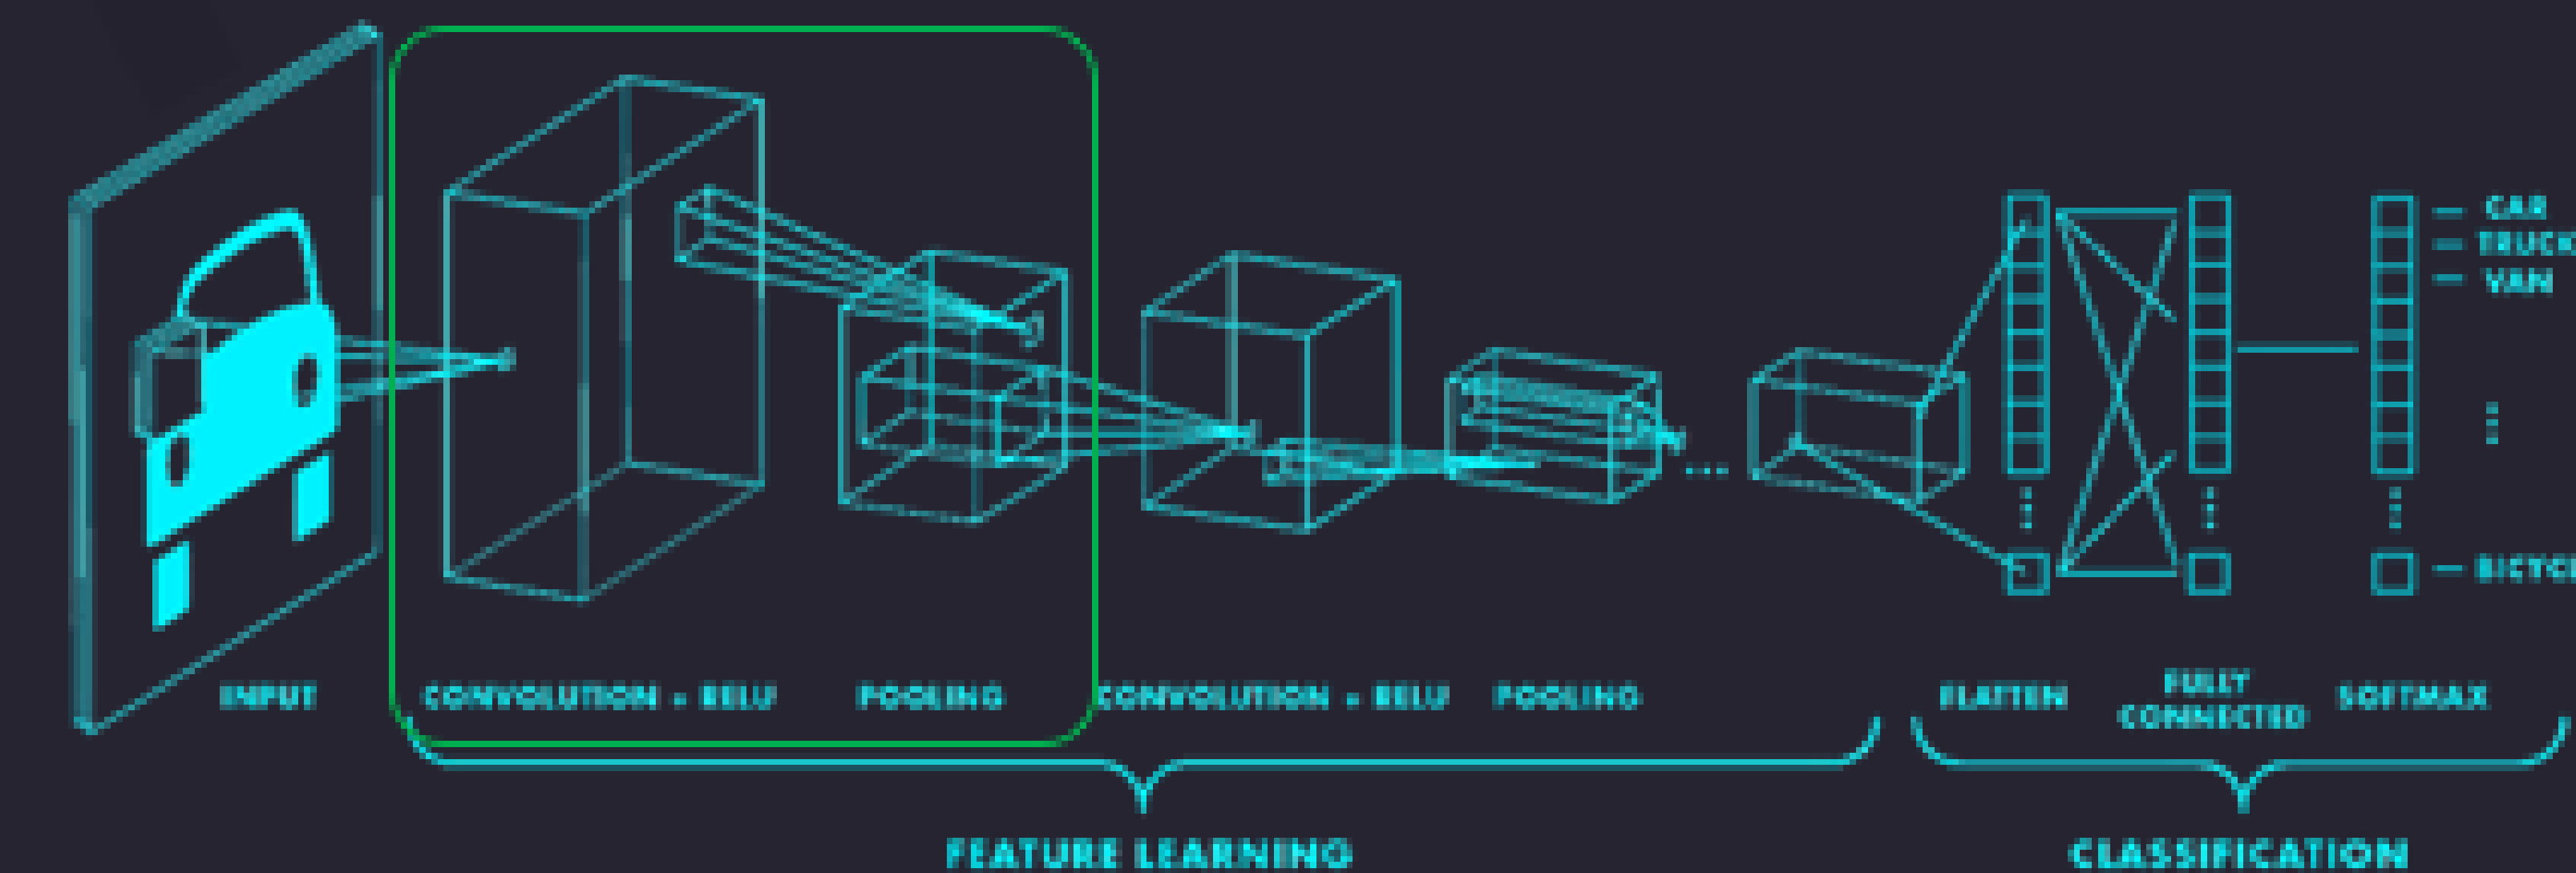 CAR
TRUCK
VAN
INPUT
CONVOLUTION + RELU
POOLING
CONVOLUTION + RELU
POOLING
FLATTEN
FULLY
CONNECTED
SOFTMAX
FEATURE LEARNING
CLASSIFICATION